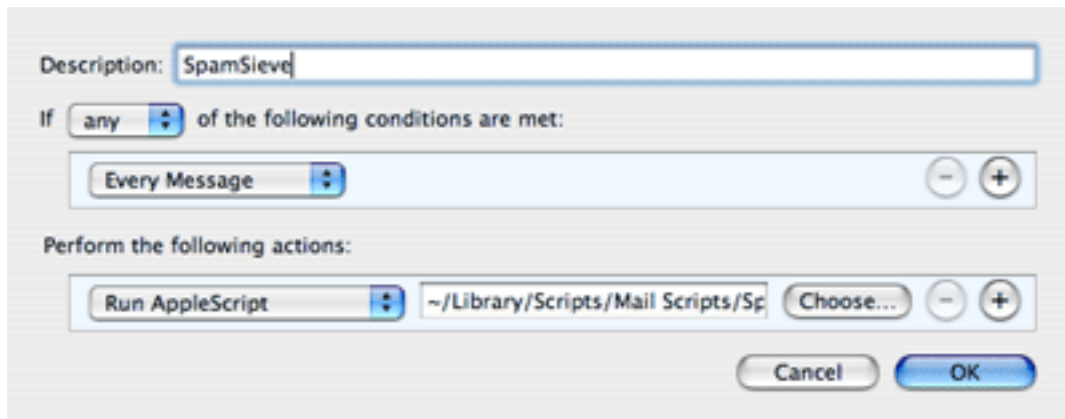 Description: SpamSieve
If any of the following conditions are met:
Every Message
Perform the following actions:
Run AppleScript ~/Library/Scripts/Mail Scripts/Sp Choose...
Cancel OK